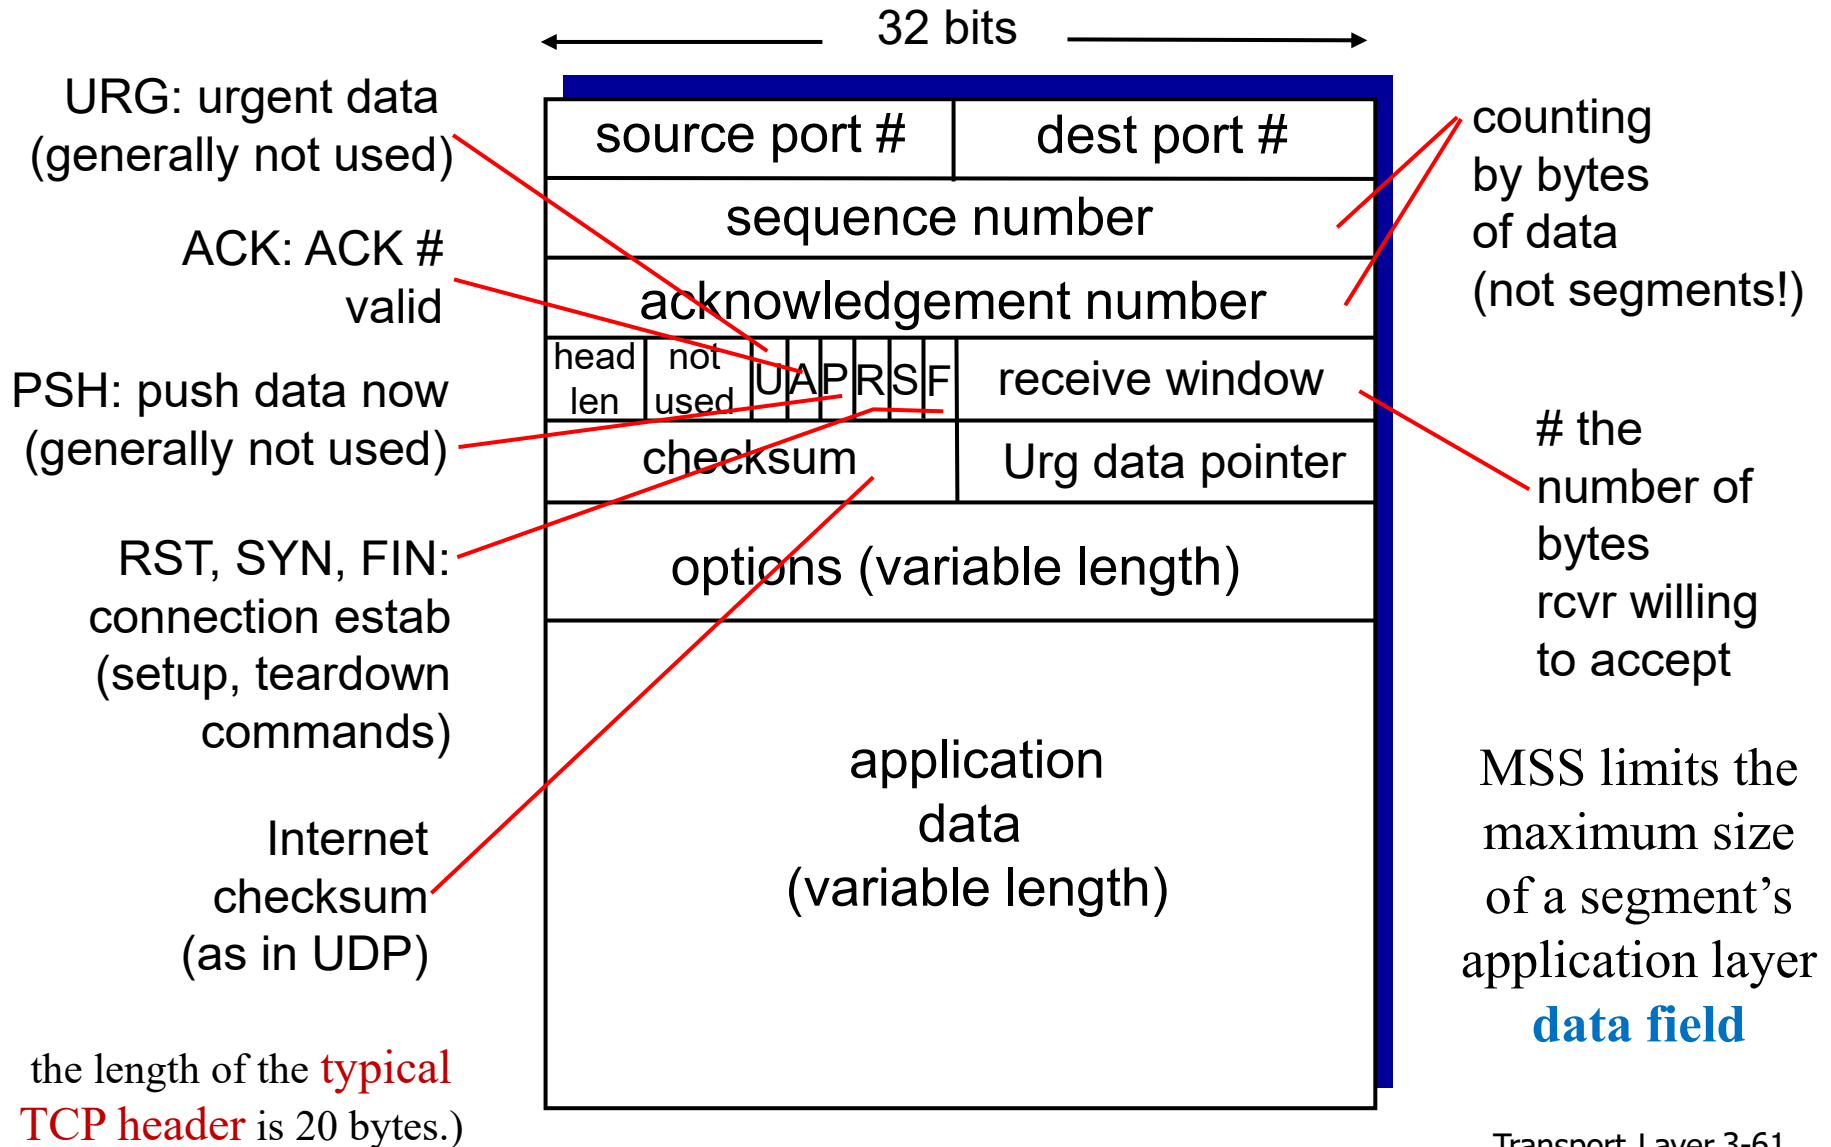 32 bits
URG: urgent data
(generally not used)
ACK: ACK #
valid
PSH: push data now
(generally not used)
RST, SYN, FIN:
connection estab
(setup, teardown
commands)
Internet
checksum
(as in UDP)
the length of the typical
TCP header is 20 bytes.)
source port #
dest port #
sequence number
acknowledgement number
head
len
not
used
U A P R S F
receive window
checksum
Urg data pointer
options (variable length)
application
data
(variable length)
counting
by bytes
of data
(not segments!)
# the
number of
bytes
rcvr willing
to accept
MSS limits the
maximum size
of a segment’s
application layer
data field
Transport Layer 3-61